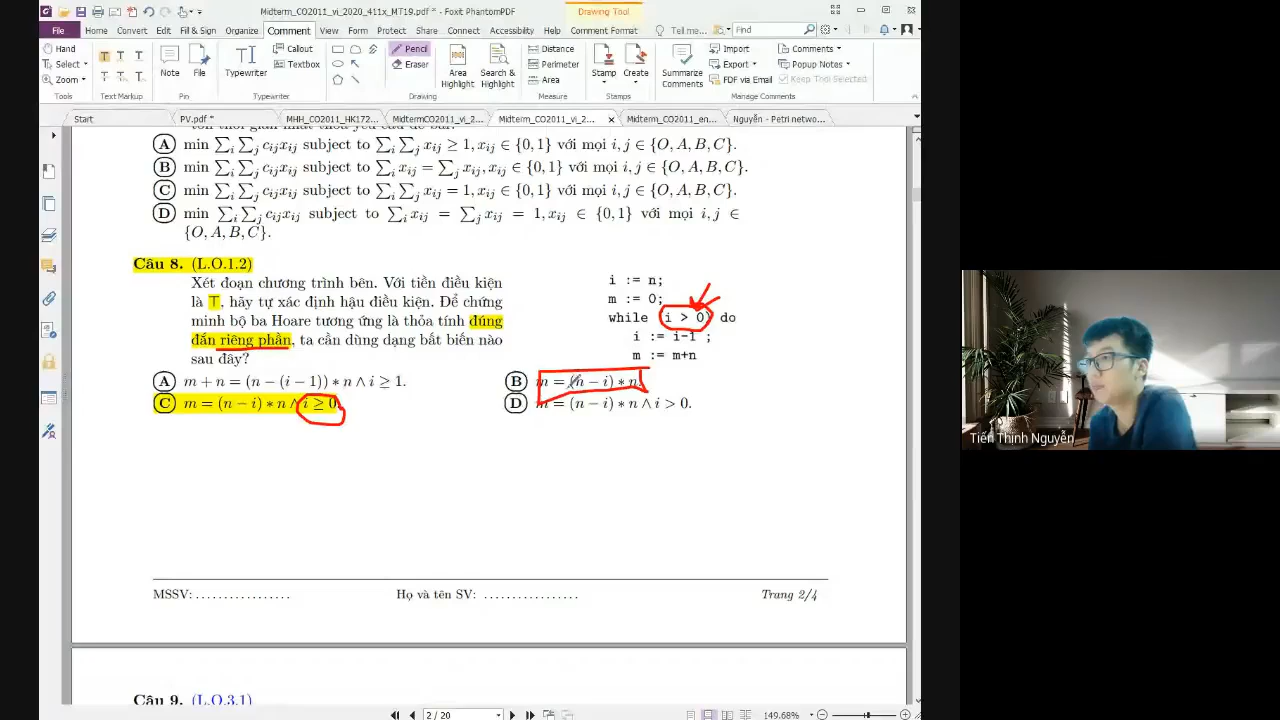 Midterm_CO2011_vi_2020_411x_MT19.pdf * - Foxit PhantomPDF
Drawing Tool
File Home Convert Edit Fill & Sign Organize Comment View Form Protect Share Connect Accessibility Help Comment Format Tell me... Find
Hand
Select
Zoom
Tools
Text Markup
Note
File
Pin
Typewriter
Callout
Textbox
Typewriter
Pencil
Eraser
Drawing
Area Highlight
Search & Highlight
Distance
Perimeter
Area
Measure
Stamp
Create
Stamps
Summarize Comments
Import
Export
FDF via Email
Comments
Popup Notes
Keep Tool Selected
Manage Comments
Start PV.pdf * MHH_CO2011_HK172... MidtermCO2011_vi_2... Midterm_CO2011_vi_2... Midterm_CO2011_en... Nguyễn - Petri netwo...
tốn thời gian nhất thỏa yêu cầu đề bài.
A min ∑i ∑j cijxij subject to ∑i ∑j xij ≥ 1, xij ∈ {0, 1} với mọi i, j ∈ {O, A, B, C}.
B min ∑i ∑j cijxij subject to ∑i xij = ∑j xij, xij ∈ {0, 1} với mọi i, j ∈ {O, A, B, C}.
C min ∑i ∑j cijxij subject to ∑i ∑j xij = 1, xij ∈ {0, 1} với mọi i, j ∈ {O, A, B, C}.
D min ∑i ∑j cijxij subject to ∑i xij = ∑j xij = 1, xij ∈ {0, 1} với mọi i, j ∈
{O, A, B, C}.
Câu 8. (L.O.1.2)
Xét đoạn chương trình bên. Với tiền điều kiện
là ⊤, hãy tự xác định hậu điều kiện. Để chứng
minh bộ ba Hoare tương ứng là thỏa tính đúng
đắn riêng phần, ta cần dùng dạng bất biến nào
sau đây?
i := n;
m := 0;
while (i > 0) do
i := i-1 ;
m := m+n
A m + n = (n − (i − 1)) ∗ n ∧ i ≥ 1.
B m = (n − i) ∗ n.
C m = (n − i) ∗ n ∧ i ≥ 0.
D m = (n − i) ∗ n ∧ i > 0.
MSSV: ................. Họ và tên SV: ................. Trang 2/4
Câu 9. (L.O.3.1)
2 / 20
149.68%
Tiến Thịnh Nguyễn